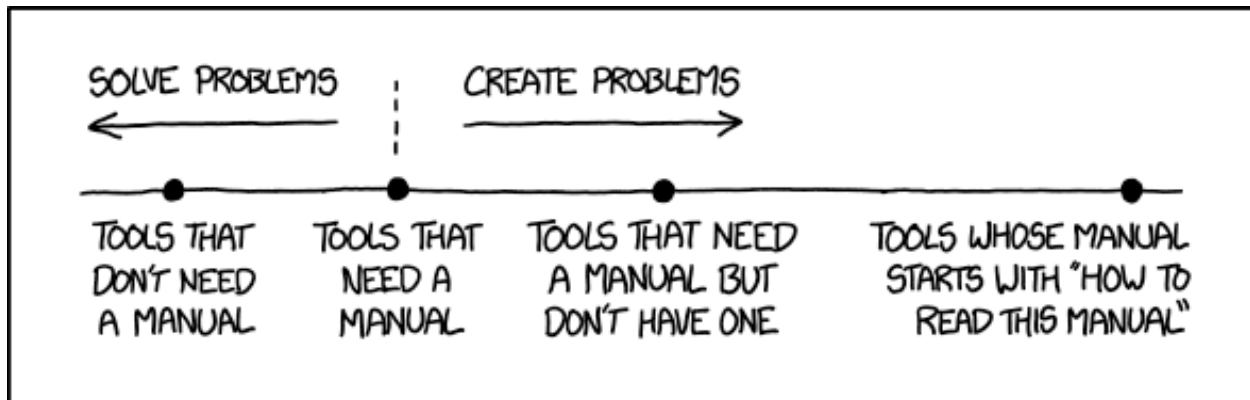 SOLVE PROBLEMS
CREATE PROBLEMS
TOOLS THAT
DON'T NEED
A MANUAL
TOOLS THAT
NEED A
MANUAL
TOOLS THAT NEED
A MANUAL BUT
DON'T HAVE ONE
TOOLS WHOSE MANUAL
STARTS WITH "HOW TO
READ THIS MANUAL"